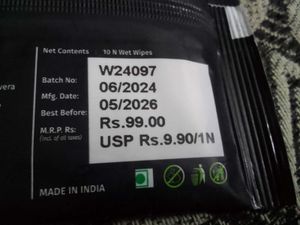 Net Contents 10 N Wet Wipes
vera
Batch No: W24097
Mfg. Date: 06/2024
Best Before: 05/2026
M.R.P. Rs: Rs.99.00
(incl. of all taxes) USP Rs.9.90/1N
MADE IN INDIA